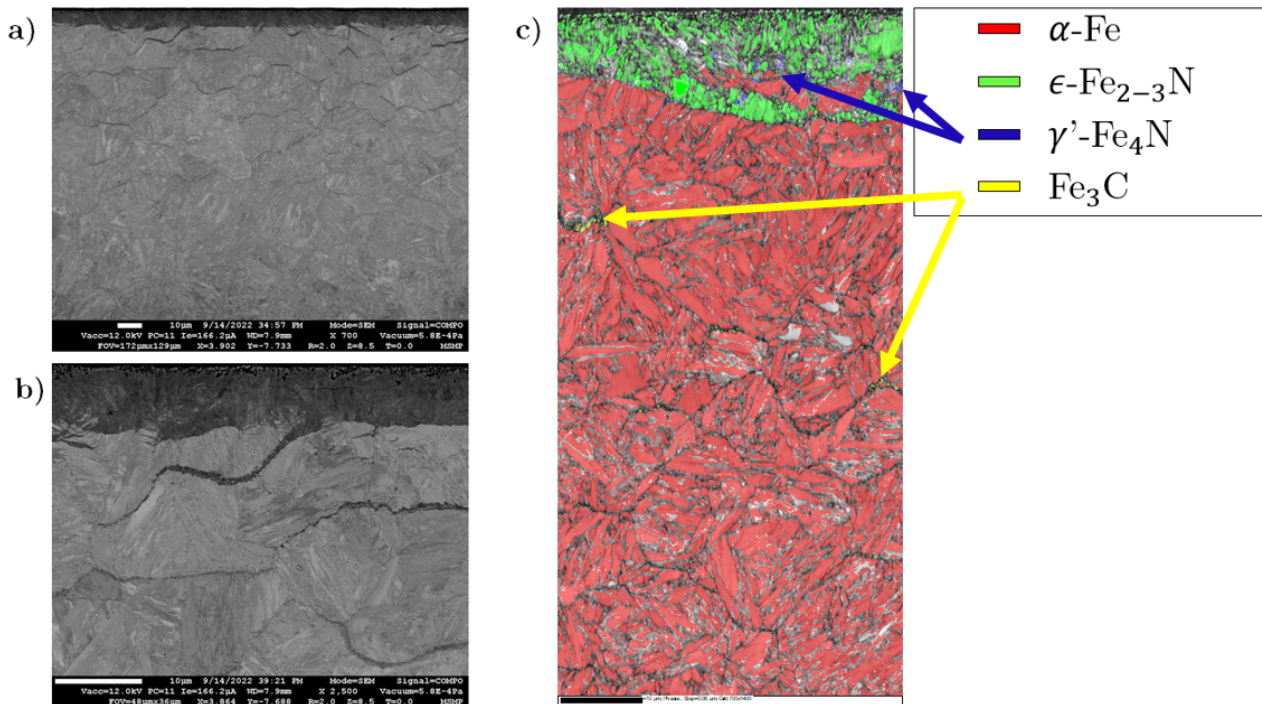 a)
10µm 9/14/2022 34:57 PM Mode=SEM Signal=COMPO
Vacc=12.0kV PC=11 Ie=166.2µA WD=7.9mm X 700 Vacuum=5.8E-4Pa
FOV=172µmx129µm X=3.902 Y=-7.733 R=2.0 Z=8.5 T=0.0 MSMP
b)
10µm 9/14/2022 39:21 PM Mode=SEM Signal=COMPO
Vacc=12.0kV PC=11 Ie=166.2µA WD=7.9mm X 2,500 Vacuum=5.8E-4Pa
FOV=48µmx36µm X=3.864 Y=-7.688 R=2.0 Z=8.5 T=0.0 MSMP
c)
α-Fe
ϵ-Fe₂₋₃N
γ’-Fe₄N
Fe₃C